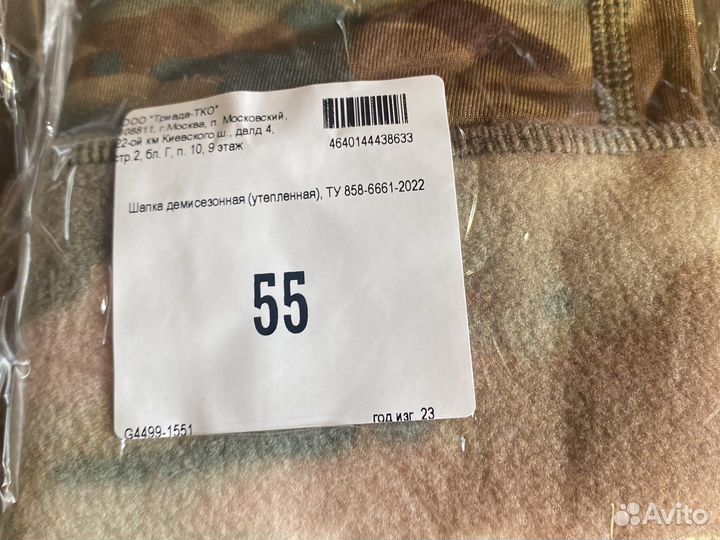 ООО "Триада-ТКО"
108811, г.Москва, п. Московский,
22-ой км Киевского ш., двлд 4,
стр.2, бл. Г, п. 10, 9 этаж
4640144438633
Шапка демисезонная (утепленная), ТУ 858-6661-2022
55
G4499-1551
год изг. 23
Avito